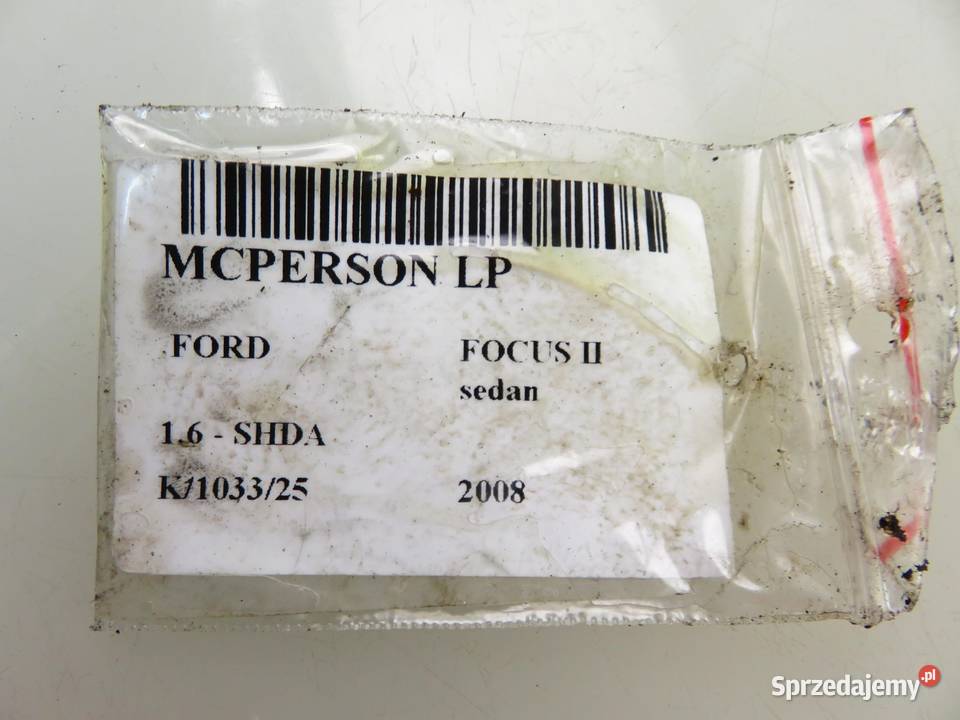 MCPERSON LP
FORD FOCUS II
sedan
1.6 - SHDA
K/1033/25 2008
Sprzedajemy.pl